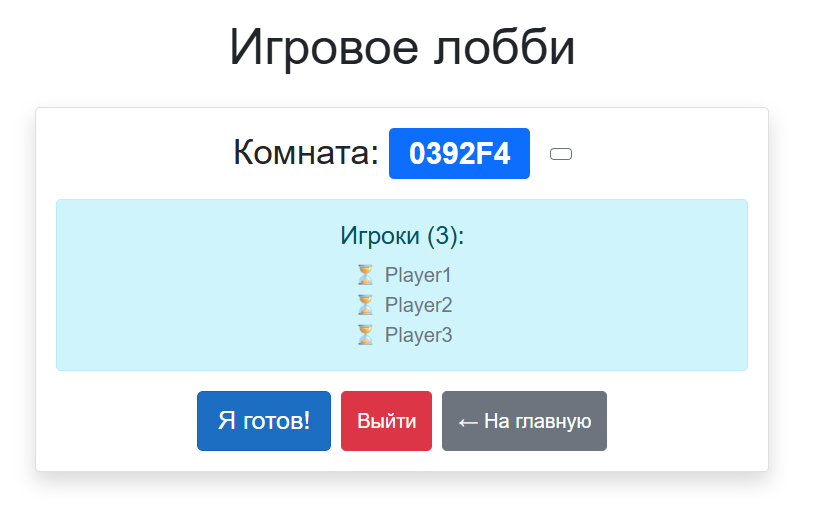 Игровое лобби
Комната: 0392F4
Игроки (3):
⏳ Player1
⏳ Player2
⏳ Player3
Я готов! Выйти ← На главную